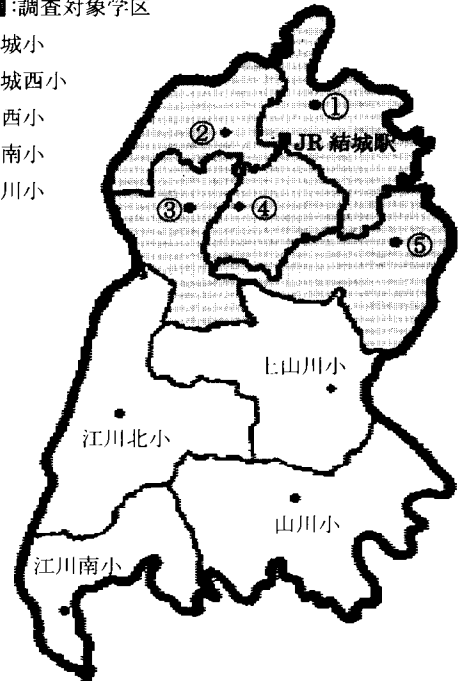 :調査対象学区
城小
城西小
西小
南小
川小
①
②
JR 結城駅
③
④
⑤
上山川小
江川北小
山川小
江川南小